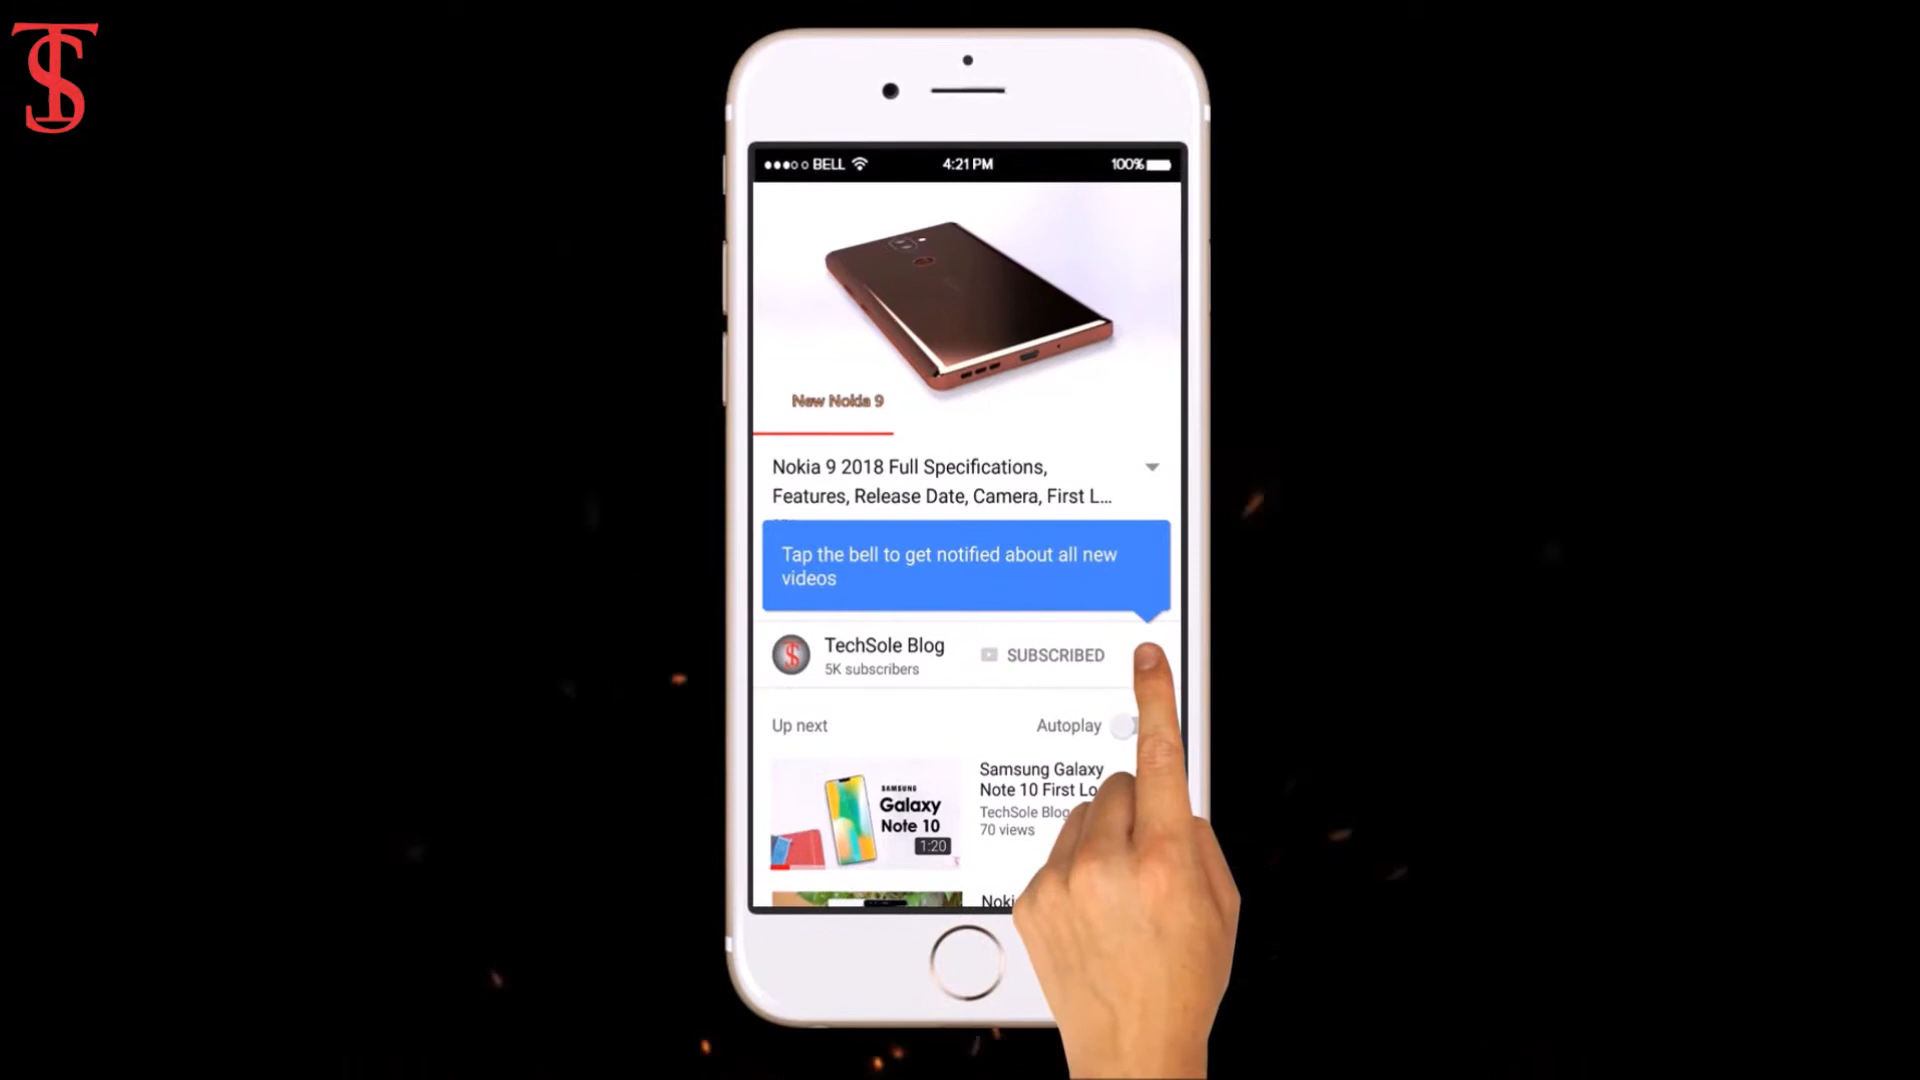 TS
BELL 4:21 PM 100%
New Nokia 9
Nokia 9 2018 Full Specifications,
Features, Release Date, Camera, First L...
Tap the bell to get notified about all new
videos
TechSole Blog
5K subscribers
SUBSCRIBED
Up next
Autoplay
SAMSUNG
Galaxy
Note 10
1:20
Samsung Galaxy
Note 10 First Lo
TechSole Blog
70 views
Noki